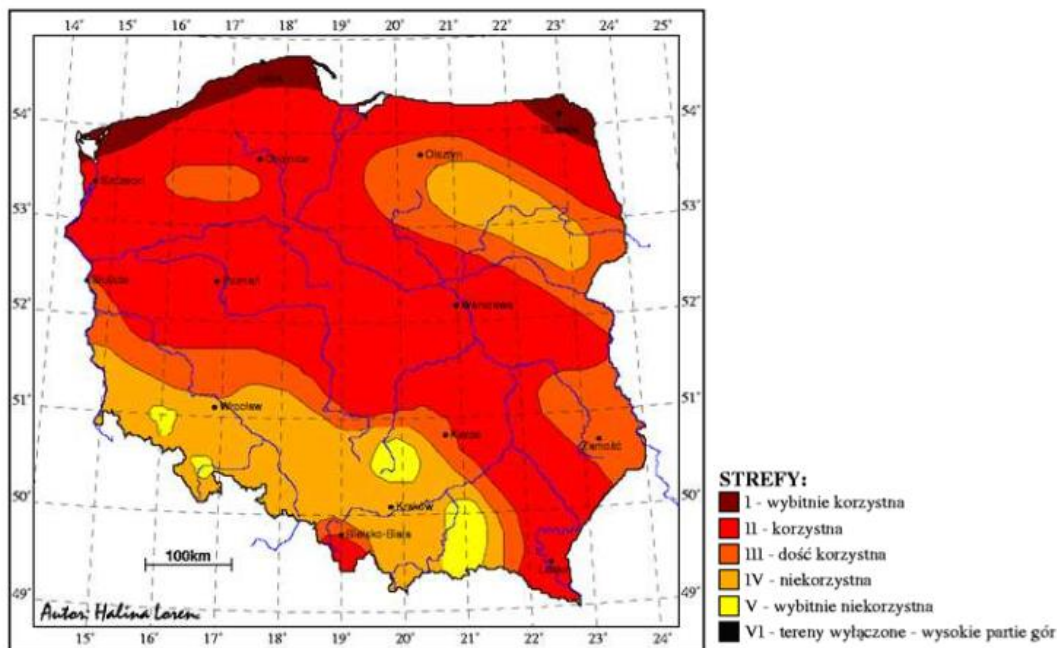 14° 15° 16° 17° 18° 19° 20° 21° 22° 23° 24° 25°
54° 54°
Olsztyn
53° 53°
Poznań
52° Warszawa 52°
51° Wrocław 51°
Kielce
Zamość
50° Kraków 50°
Bielsko-Biała
100km
49° 49°
Autor: Halina Lorenc
15° 16° 17° 18° 19° 20° 21° 22° 23° 24°
STREFY:
I - wybitnie korzystna
II - korzystna
III - dość korzystna
IV - niekorzystna
V - wybitnie niekorzystna
VI - tereny wyłączone - wysokie partie gór